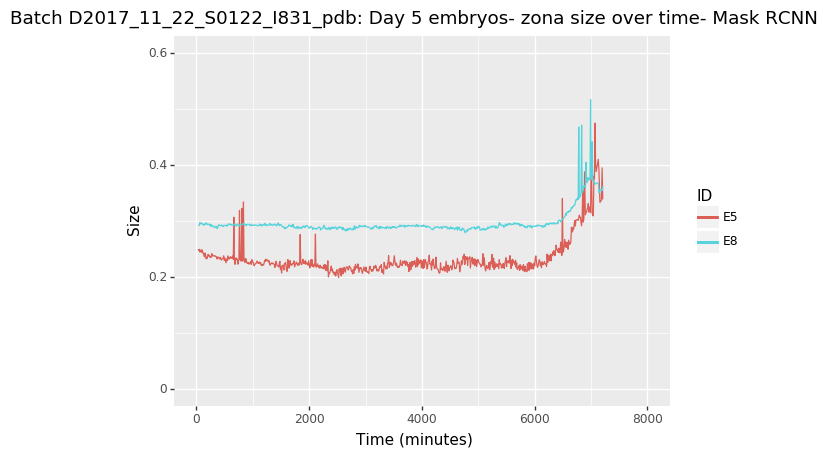 Batch D2017_11_22_S0122_I831_pdb: Day 5 embryos- zona size over time- Mask RCNN
0.6
0.4
0.2
0
Size
0
2000
4000
6000
8000
Time (minutes)
ID
E5
E8